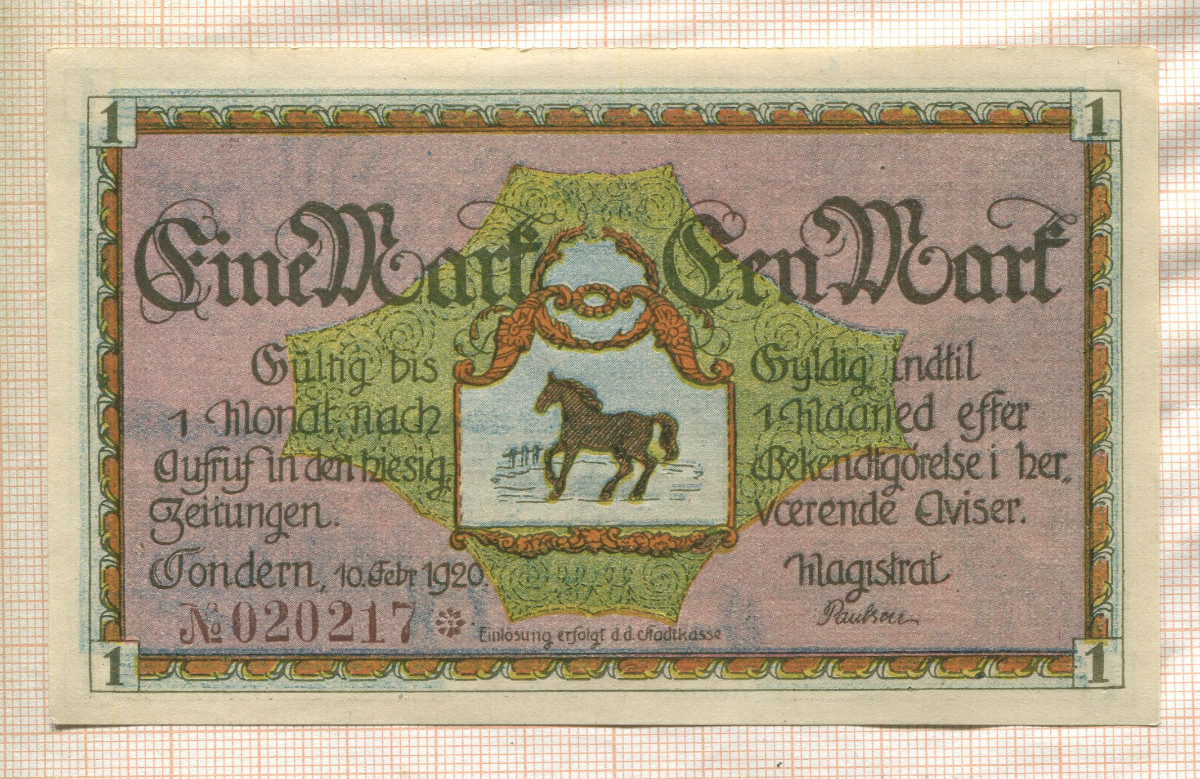 1 1
Eine Mark
Een Mark
Gültig bis
1 Monat nach
Aufruf in den hiesig.
Zeitungen.
Tondern, 10. Febr 1920.
№ 020217
Gyldig indtil
1 Maaned efter
Bekendtgörelse i her„
værende Aviser.
Magistrat
Paulsen
Einlösung erfolgt d.d. Stadtkasse
1 1